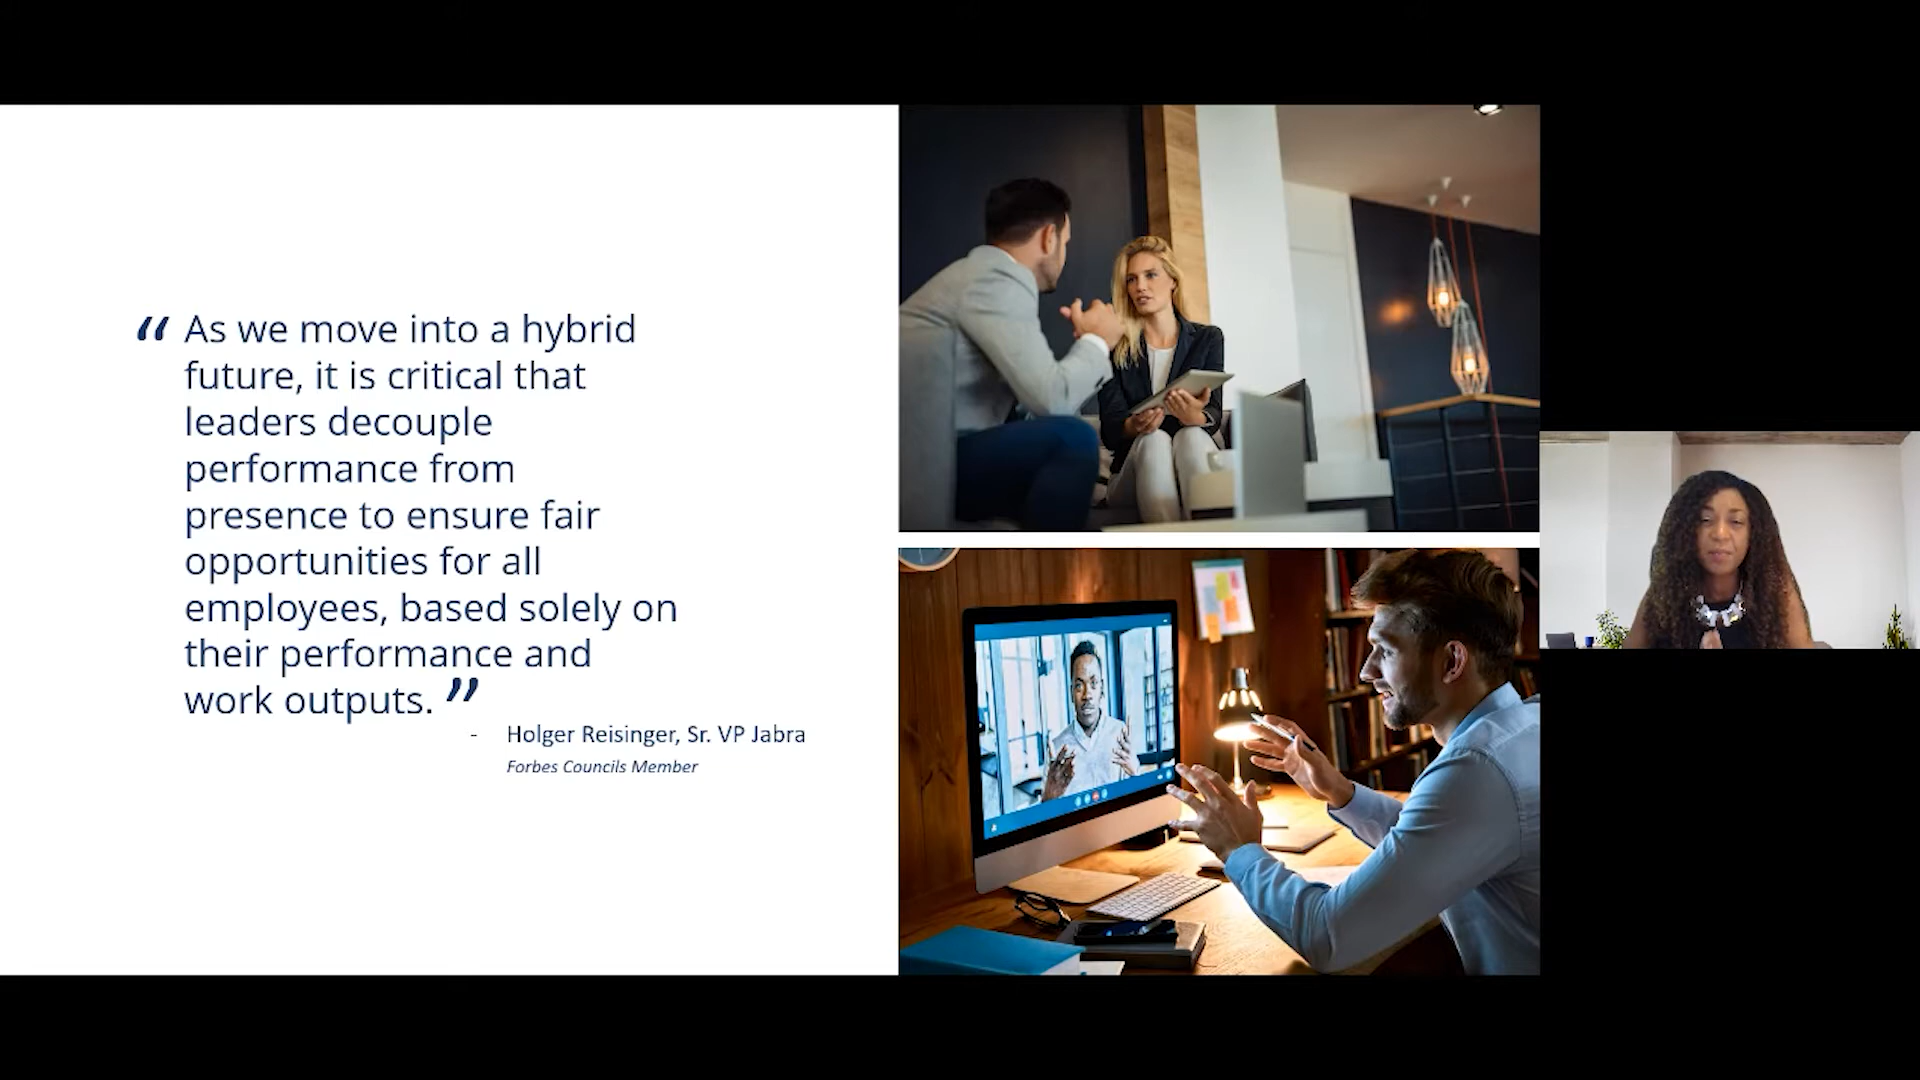 “ As we move into a hybrid
future, it is critical that
leaders decouple
performance from
presence to ensure fair
opportunities for all
employees, based solely on
their performance and
work outputs. ”
- Holger Reisinger, Sr. VP Jabra
Forbes Councils Member